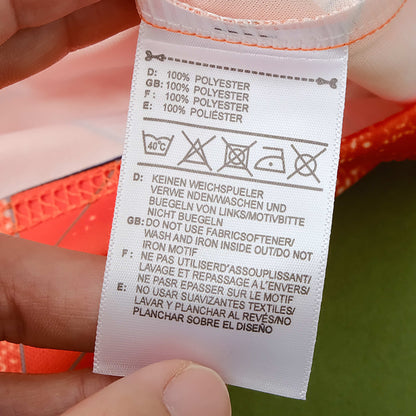 D: 100% POLYESTER
GB: 100% POLYESTER
F: 100% POLYESTER
E: 100% POLIÉSTER
40°C
D: KEINEN WEICHSPUELER
VERWE NDEN/WASCHEN UND
BUEGELN VON LINKS/MOTIVBITTE
NICHT BUEGELN
GB: DO NOT USE FABRICSOFTENER/
WASH AND IRON INSIDE OUT/DO NOT
IRON MOTIF
F: NE PAS UTILISERD'ASSOUPLISSANT/
LAVAGE ET REPASSAGE A L'ENVERS/
NE PASR EPASSER SUR LE MOTIF
E: NO USAR SUAVIZANTES TEXTILES/
LAVAR Y PLANCHAR AL REVÉS/NO
PLANCHAR SOBRE EL DISEÑO